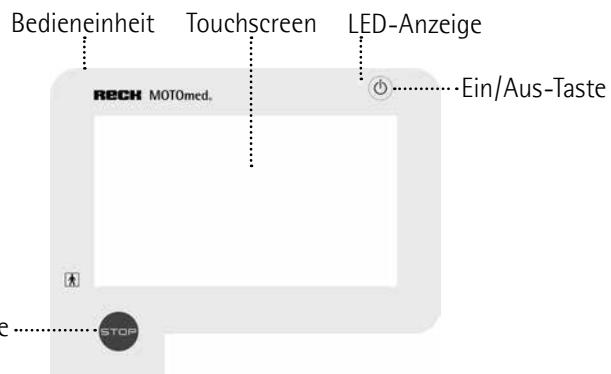 Bedieneinheit Touchscreen LED-Anzeige
Ein/Aus-Taste
RECK MOTOmed.
e
STOP